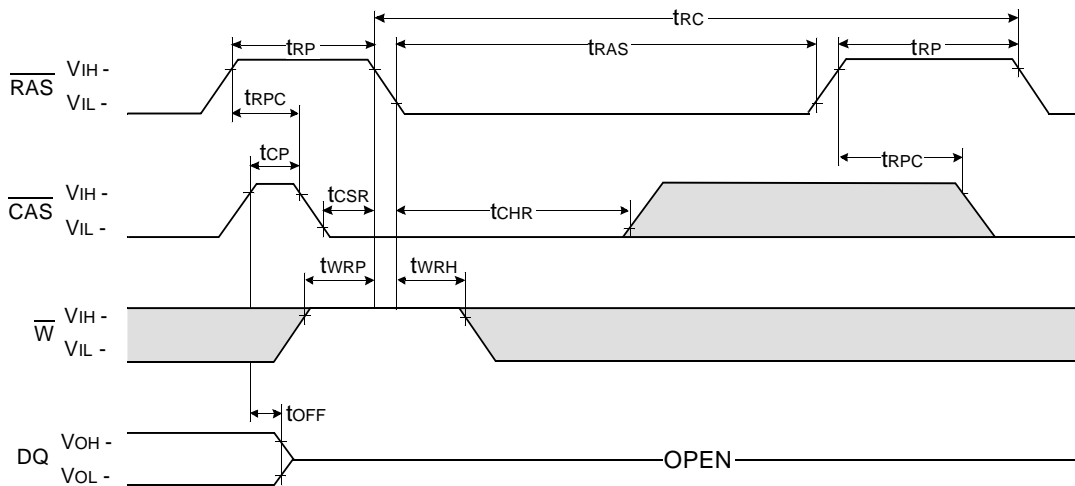 tRC
tRP tRAS tRP
RAS VIH -
VIL -
tRPC
tCP tRPC
CAS VIH -
VIL -
tCSR tCHR
tWRP tWRH
W VIH -
VIL -
tOFF
DQ VOH -
VOL -
OPEN